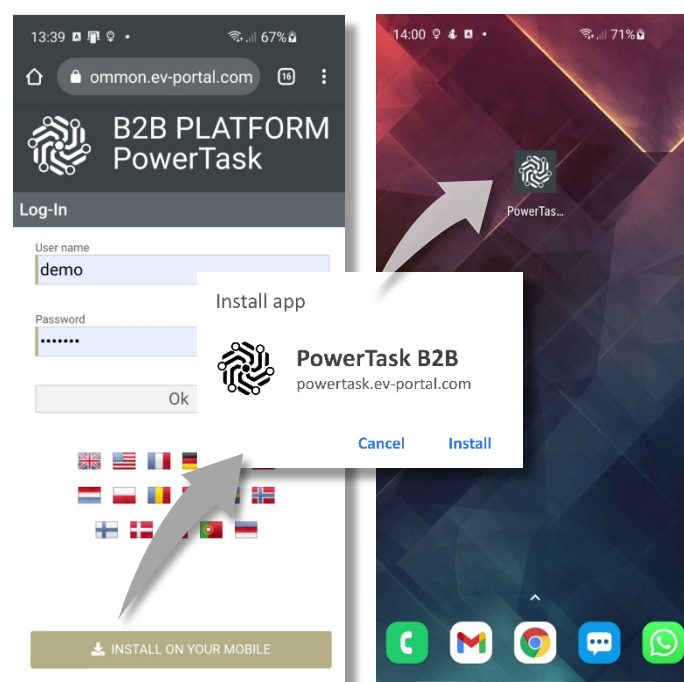 13:39
67%
ommon.ev-portal.com
16
B2B PLATFORM
PowerTask
Log-In
User name
demo
Password
•••••••
Ok
INSTALL ON YOUR MOBILE
Install app
PowerTask B2B
powertask.ev-portal.com
Cancel
Install
14:00
71%
PowerTas...